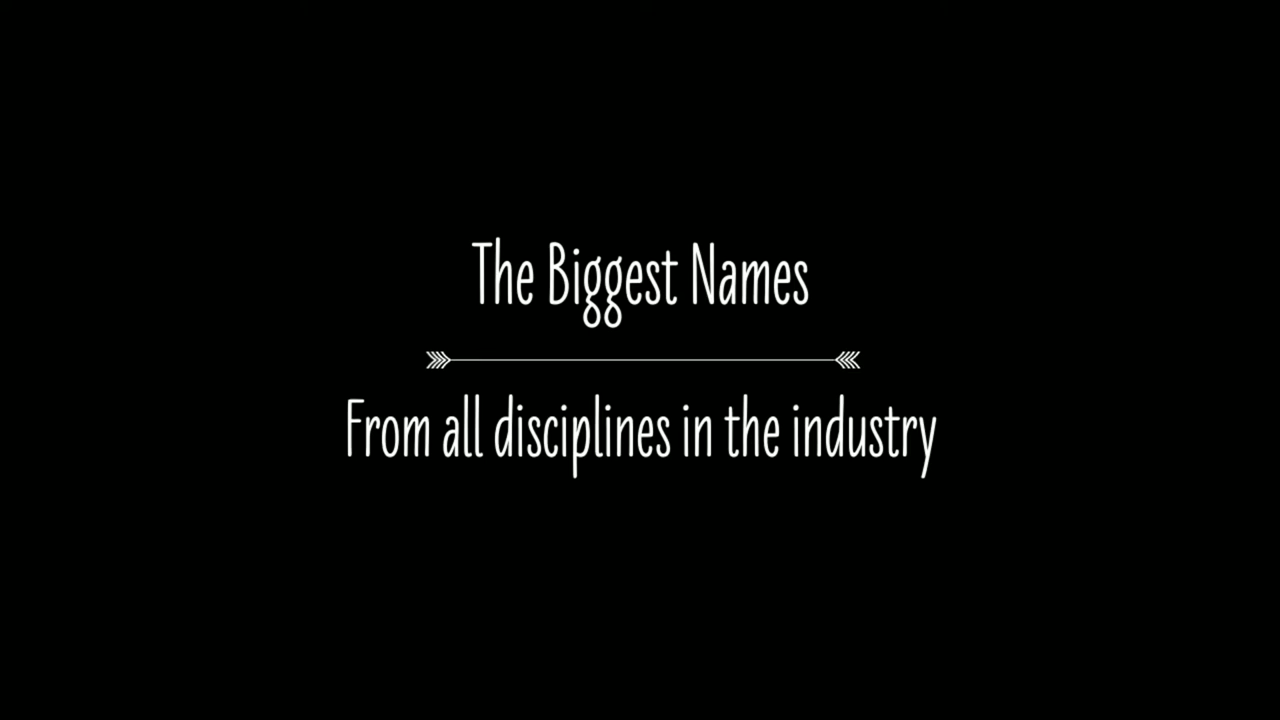 The Biggest Names
From all disciplines in the industry